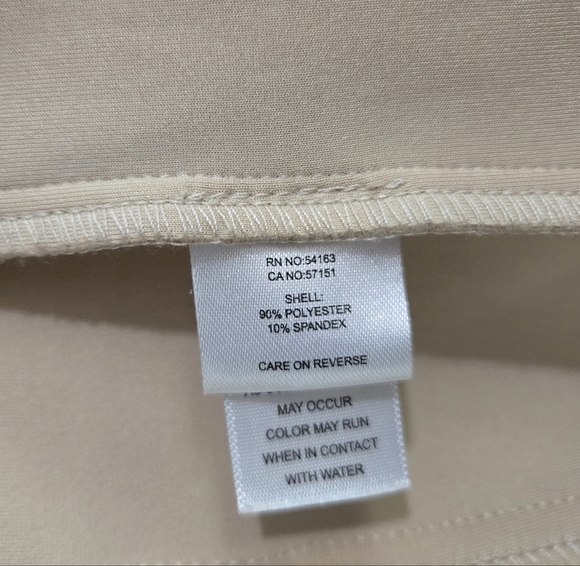 RN NO:54163
CA NO:57151
SHELL:
90% POLYESTER
10% SPANDEX
CARE ON REVERSE
MAY OCCUR
COLOR MAY RUN
WHEN IN CONTACT
WITH WATER